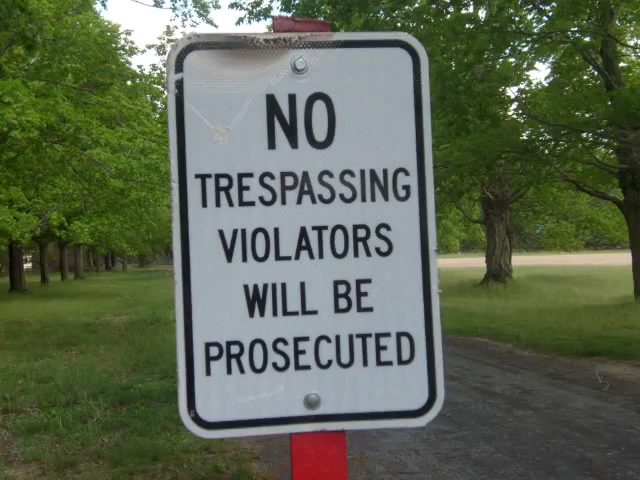 NO
TRESPASSING
VIOLATORS
WILL BE
PROSECUTED